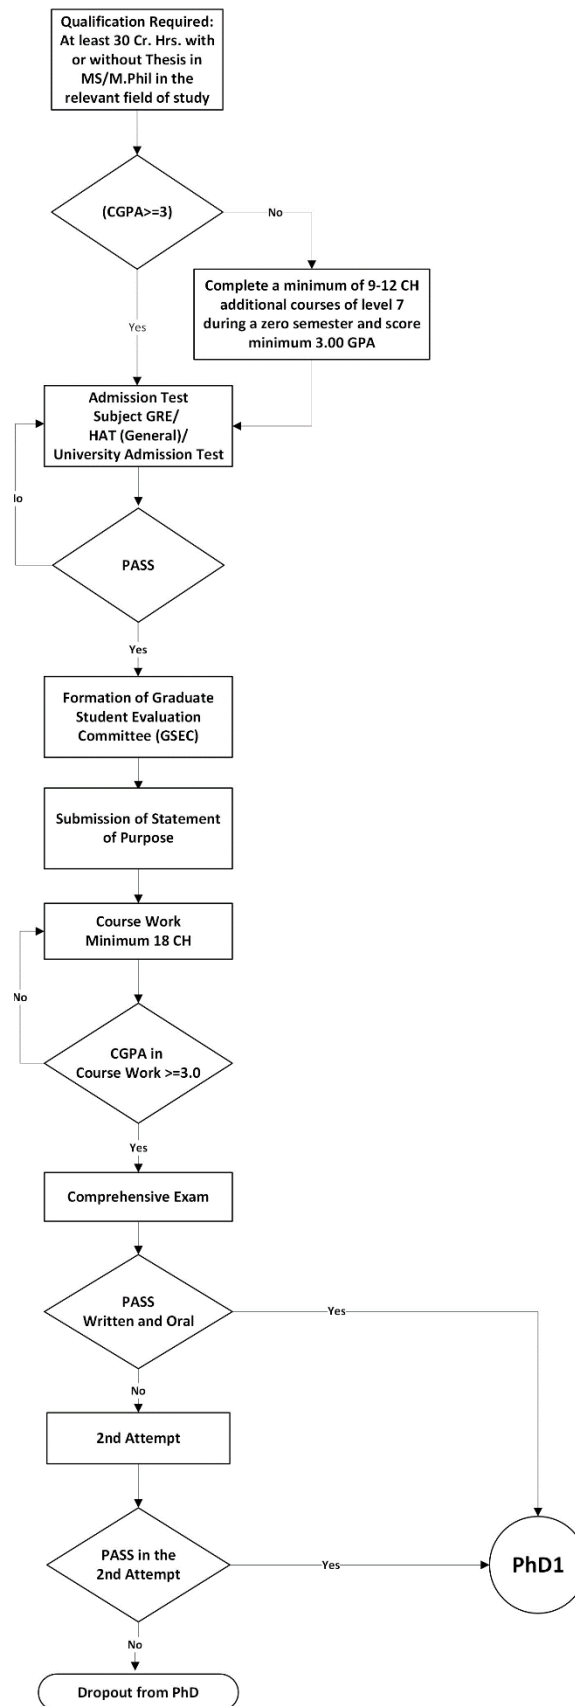 Qualification Required:
At least 30 Cr. Hrs. with
or without Thesis in
MS/M.Phil in the
relevant field of study
(CGPA>=3)
No
Complete a minimum of 9-12 CH
additional courses of level 7
during a zero semester and score
minimum 3.00 GPA
Yes
Admission Test
Subject GRE/
HAT (General)/
University Admission Test
No
PASS
Yes
Formation of Graduate
Student Evaluation
Committee (GSEC)
Submission of Statement
of Purpose
Course Work
Minimum 18 CH
No
CGPA in
Course Work >=3.0
Yes
Comprehensive Exam
PASS
Written and Oral
Yes
No
2nd Attempt
PASS in the
2nd Attempt
Yes
PhD1
No
Dropout from PhD